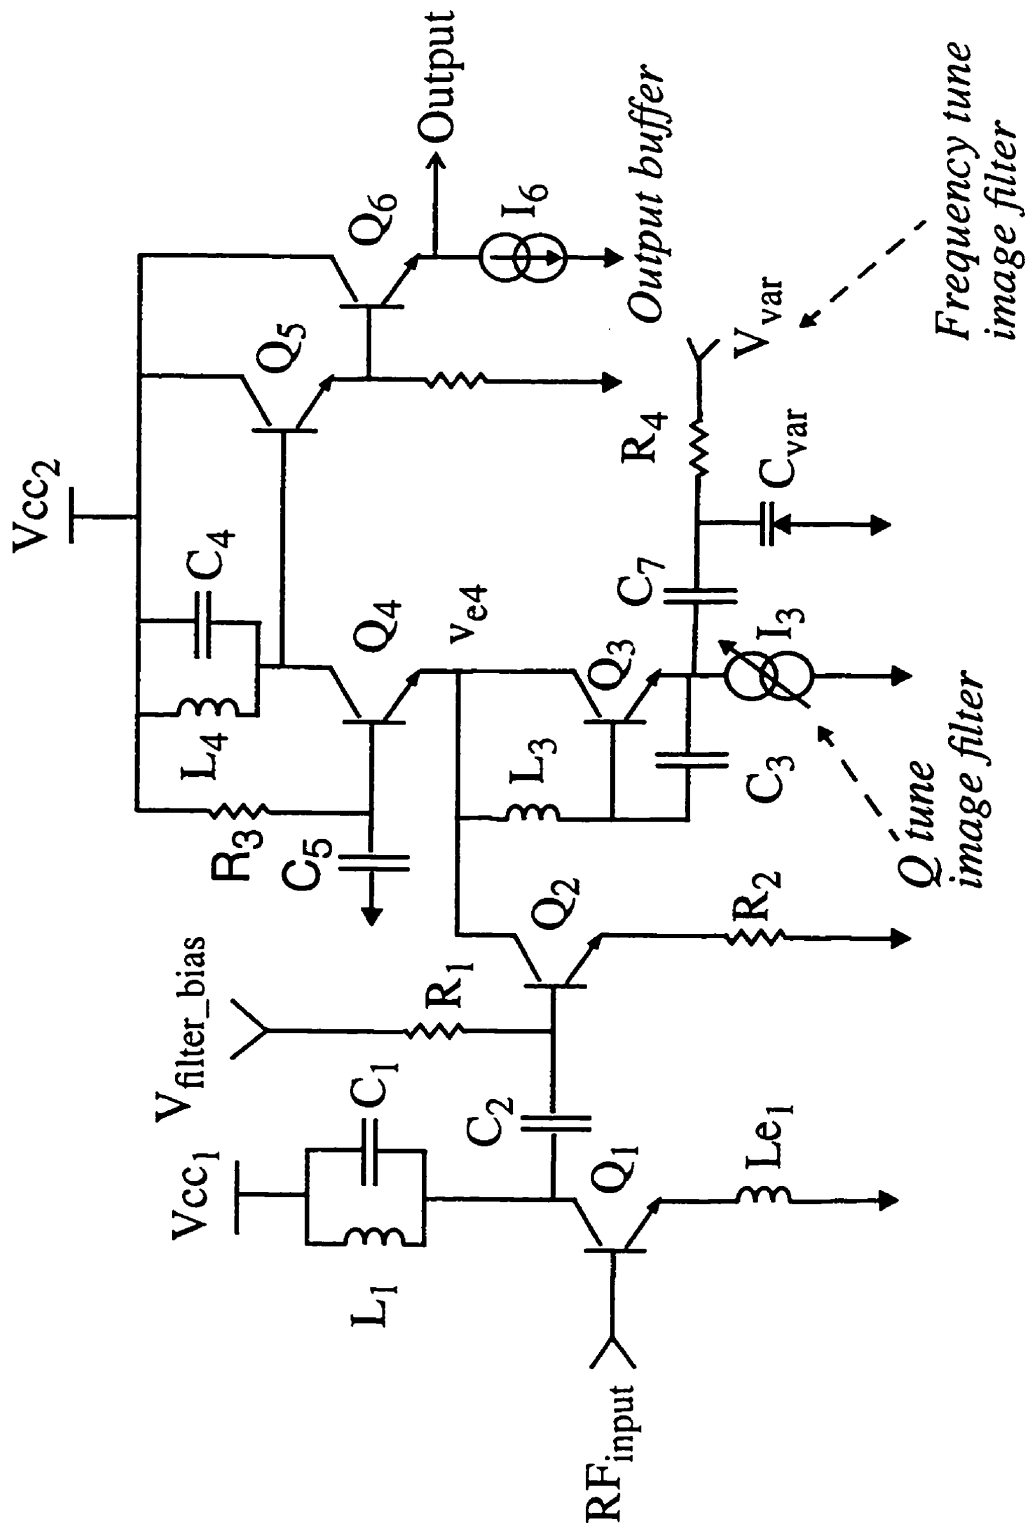 Vcc2
Vfilter_bias
Vcc1
L1
C1
R1
C2
Q1
Le1
RFinput
R3
C5
L4
C4
Q4
ve4
Q2
R2
L3
Q3
C3
I3
C7
R4
Cvar
Vvar
Q5
Q6
Output
I6
Output buffer
Q tune
image filter
Frequency tune
image filter